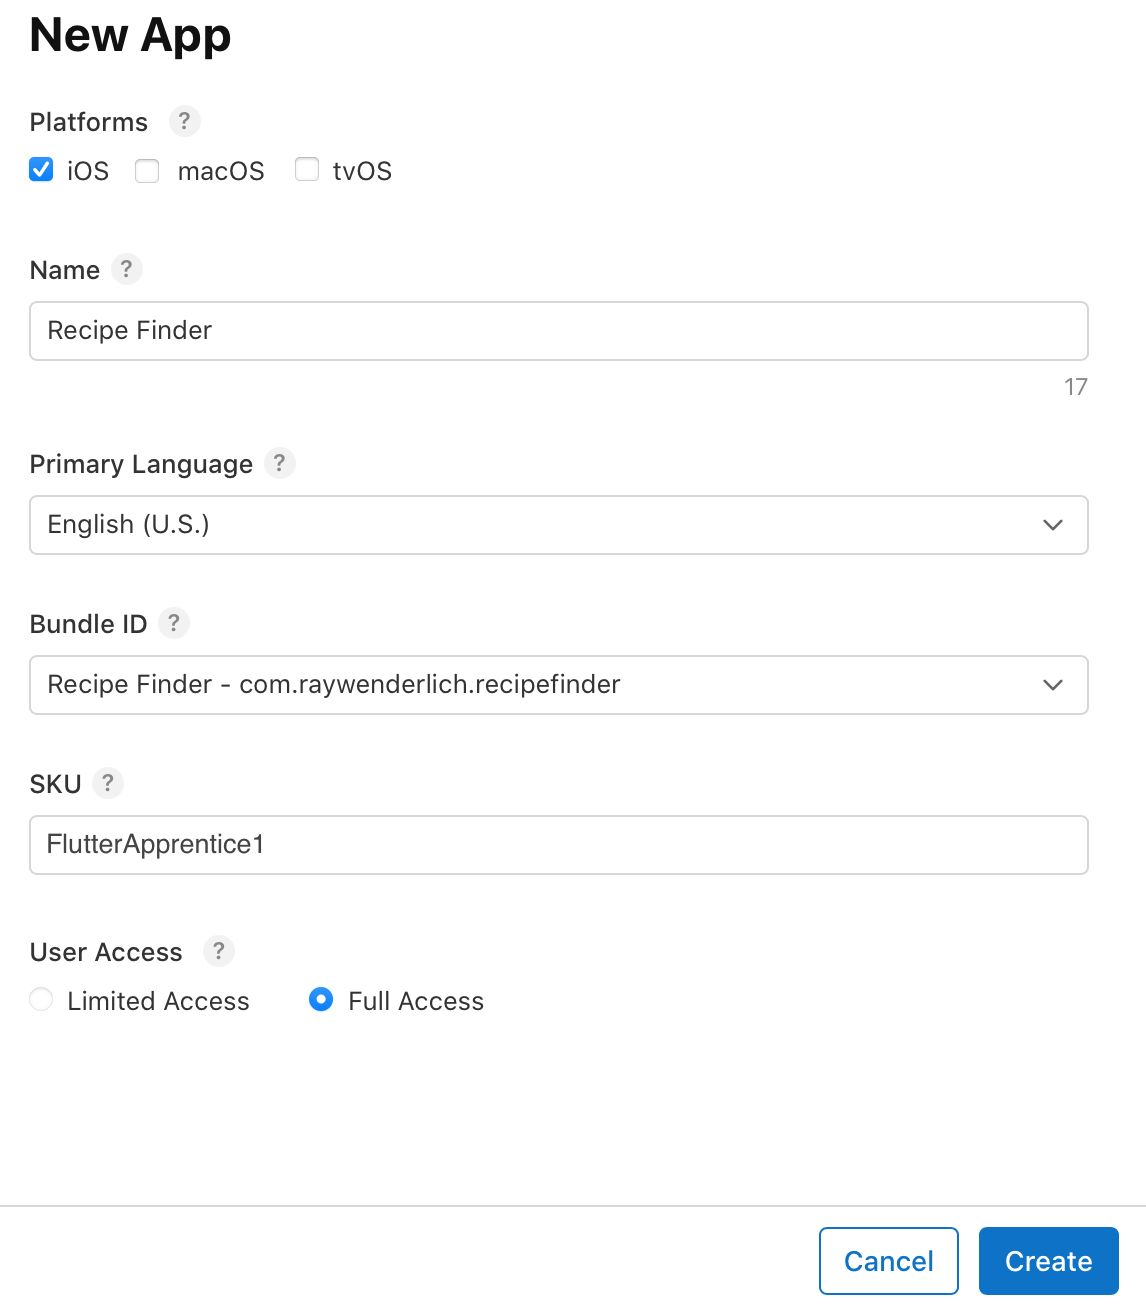 New App
Platforms ?
iOS macOS tvOS
Name ?
Recipe Finder
17
Primary Language ?
English (U.S.)
Bundle ID ?
Recipe Finder - com.raywenderlich.recipefinder
SKU ?
FlutterApprentice1
User Access ?
Limited Access Full Access
Cancel Create